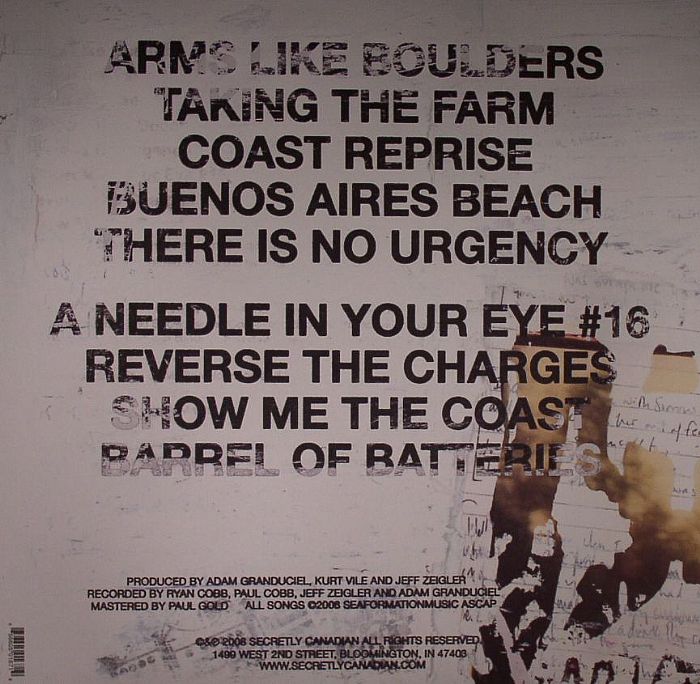 ARMS LIKE BOULDERS
TAKING THE FARM
COAST REPRISE
BUENOS AIRES BEACH
THERE IS NO URGENCY
A NEEDLE IN YOUR EYE #16
REVERSE THE CHARGES
SHOW ME THE COAST
BARREL OF BATTERIES
PRODUCED BY ADAM GRANDUCIEL, KURT VILE AND JEFF ZEIGLER
RECORDED BY RYAN COBB, PAUL COBB, JEFF ZEIGLER AND ADAM GRANDUCIEL
MASTERED BY PAUL GOLD ALL SONGS ©2008 SEAFORMATIONMUSIC ASCAP
©&℗ 2008 SECRETLY CANADIAN ALL RIGHTS RESERVED.
1499 WEST 2ND STREET, BLOOMINGTON, IN 47403
WWW.SECRETLYCANADIAN.COM